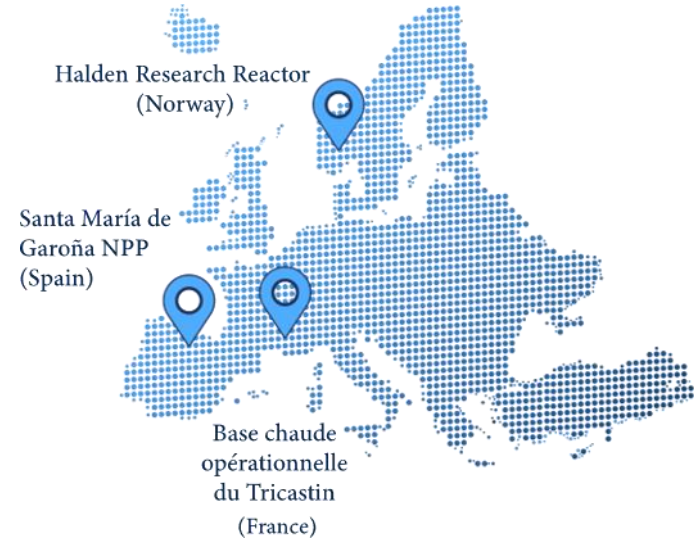 Halden Research Reactor
(Norway)
Santa María de
Garoña NPP
(Spain)
Base chaude
opérationnelle
du Tricastin
(France)